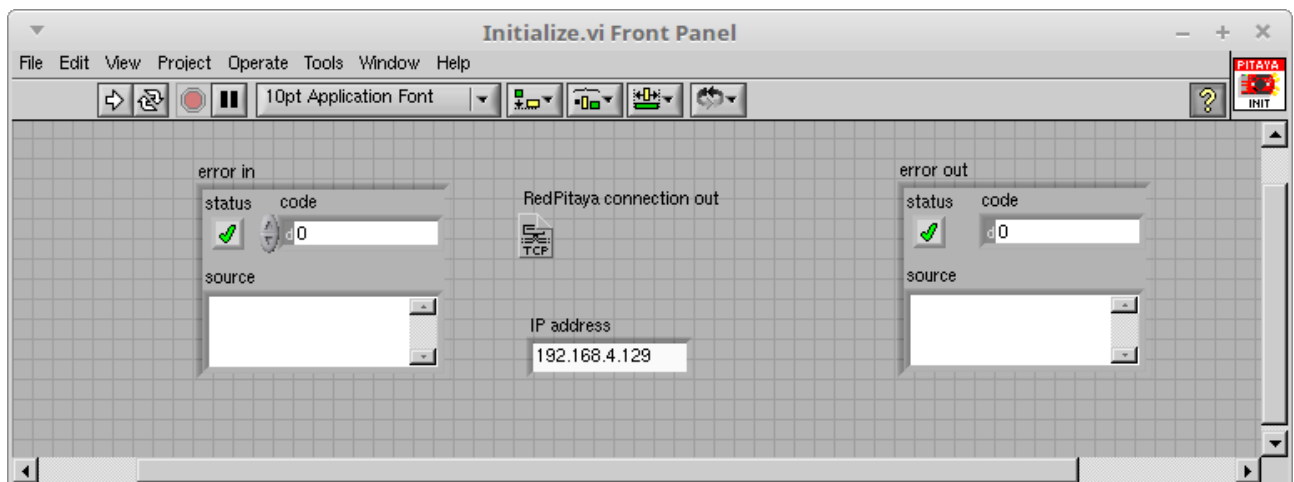 Initialize.vi Front Panel
File Edit View Project Operate Tools Window Help
PITAYA
INIT
10pt Application Font
?
error in
status code
d 0
source
RedPitaya connection out
TCP
IP address
192.168.4.129
error out
status code
d 0
source